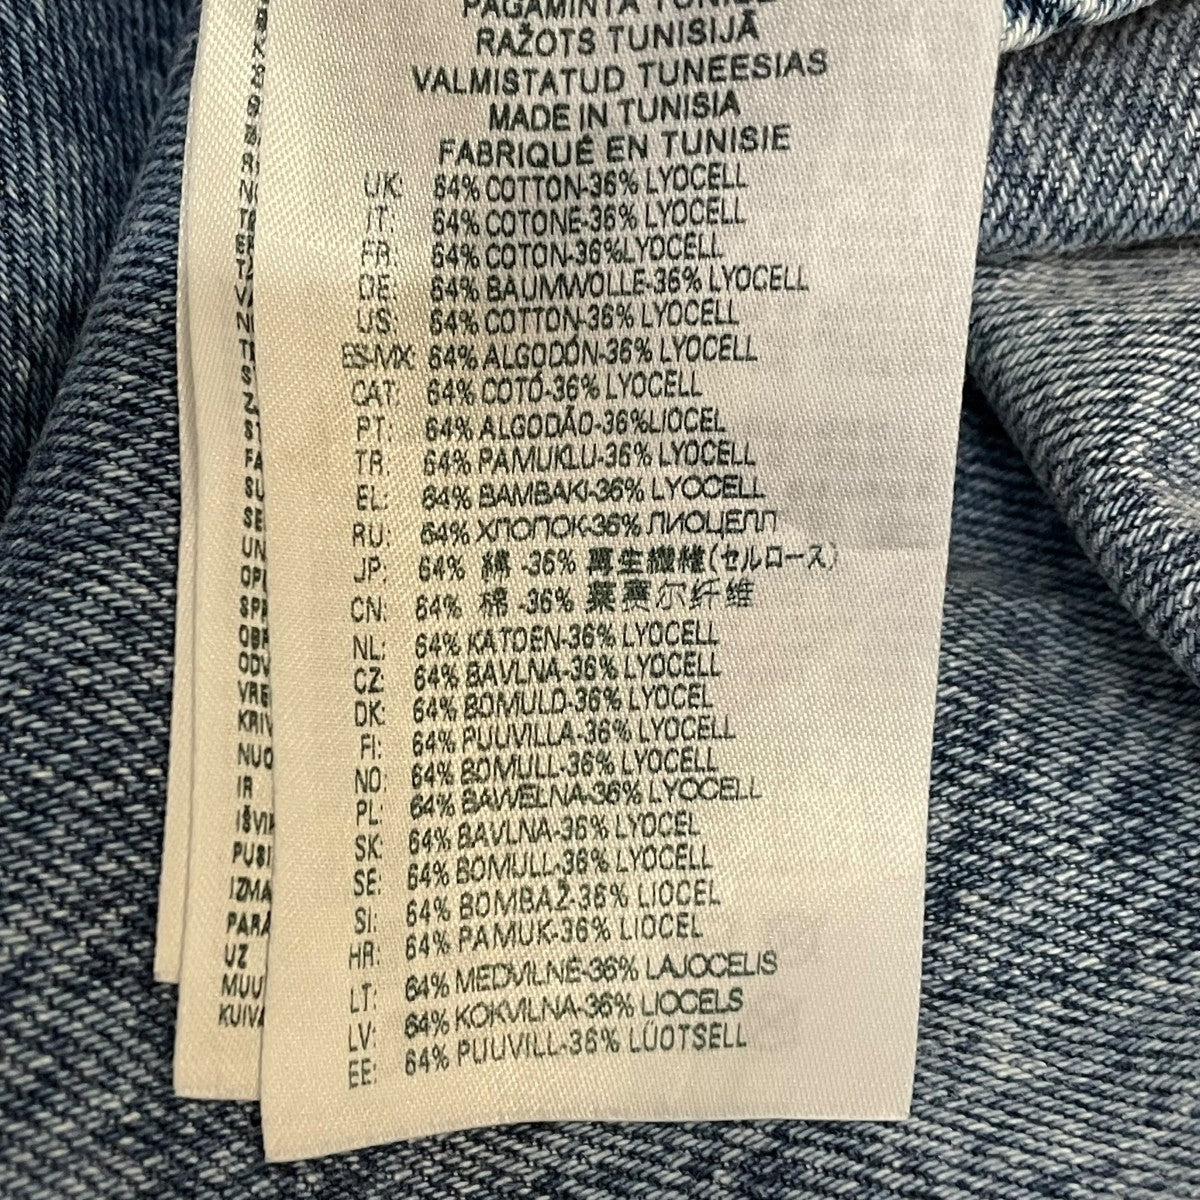 PAGAMINTA
RAŽOTS TUNISIJĀ
VALMISTATUD TUNEESIAS
MADE IN TUNISIA
FABRIQUÉ EN TUNISIE
UK: 64% COTTON-36% LYOCELL
IT: 64% COTONE-36% LYOCELL
FR: 64% COTON-36%LYOCELL
DE: 64% BAUMWOLLE-36% LYOCELL
US: 64% COTTON-36% LYOCELL
ES-MX: 64% ALGODÓN-36% LYOCELL
CAT: 64% COTÓ-36% LYOCELL
PT: 64% ALGODÃO-36%LIOCEL
TR: 64% PAMUKLU-36% LYOCELL
EL: 64% BAMBAKI-36% LYOCELL
RU: 64% ХЛОПОК-36% ЛИОЦЕЛЛ
JP: 64% 綿 -36% 再生繊維(セルロース)
CN: 64% 棉 -36% 莱赛尔纤维
NL: 64% KATOEN-36% LYOCELL
CZ: 64% BAVLNA-36% LYOCELL
DK: 64% BOMULD-36% LYOCEL
FI: 64% PUUVILLA-36% LYOCELL
NO: 64% BOMULL-36% LYOCELL
PL: 64% BAWEŁNA-36% LYOCELL
SK: 64% BAVLNA-36% LYOCEL
SE: 64% BOMULL-36% LYOCELL
SI: 64% BOMBAŽ-36% LIOCEL
HR: 64% PAMUK-36% LIOCEL
LT: 64% MEDVILNĖ-36% LAJOCELIS
LV: 64% KOKVILNA-36% LIOCELS
EE: 64% PUUVILL-36% LÜOTSELL
UZ
IR